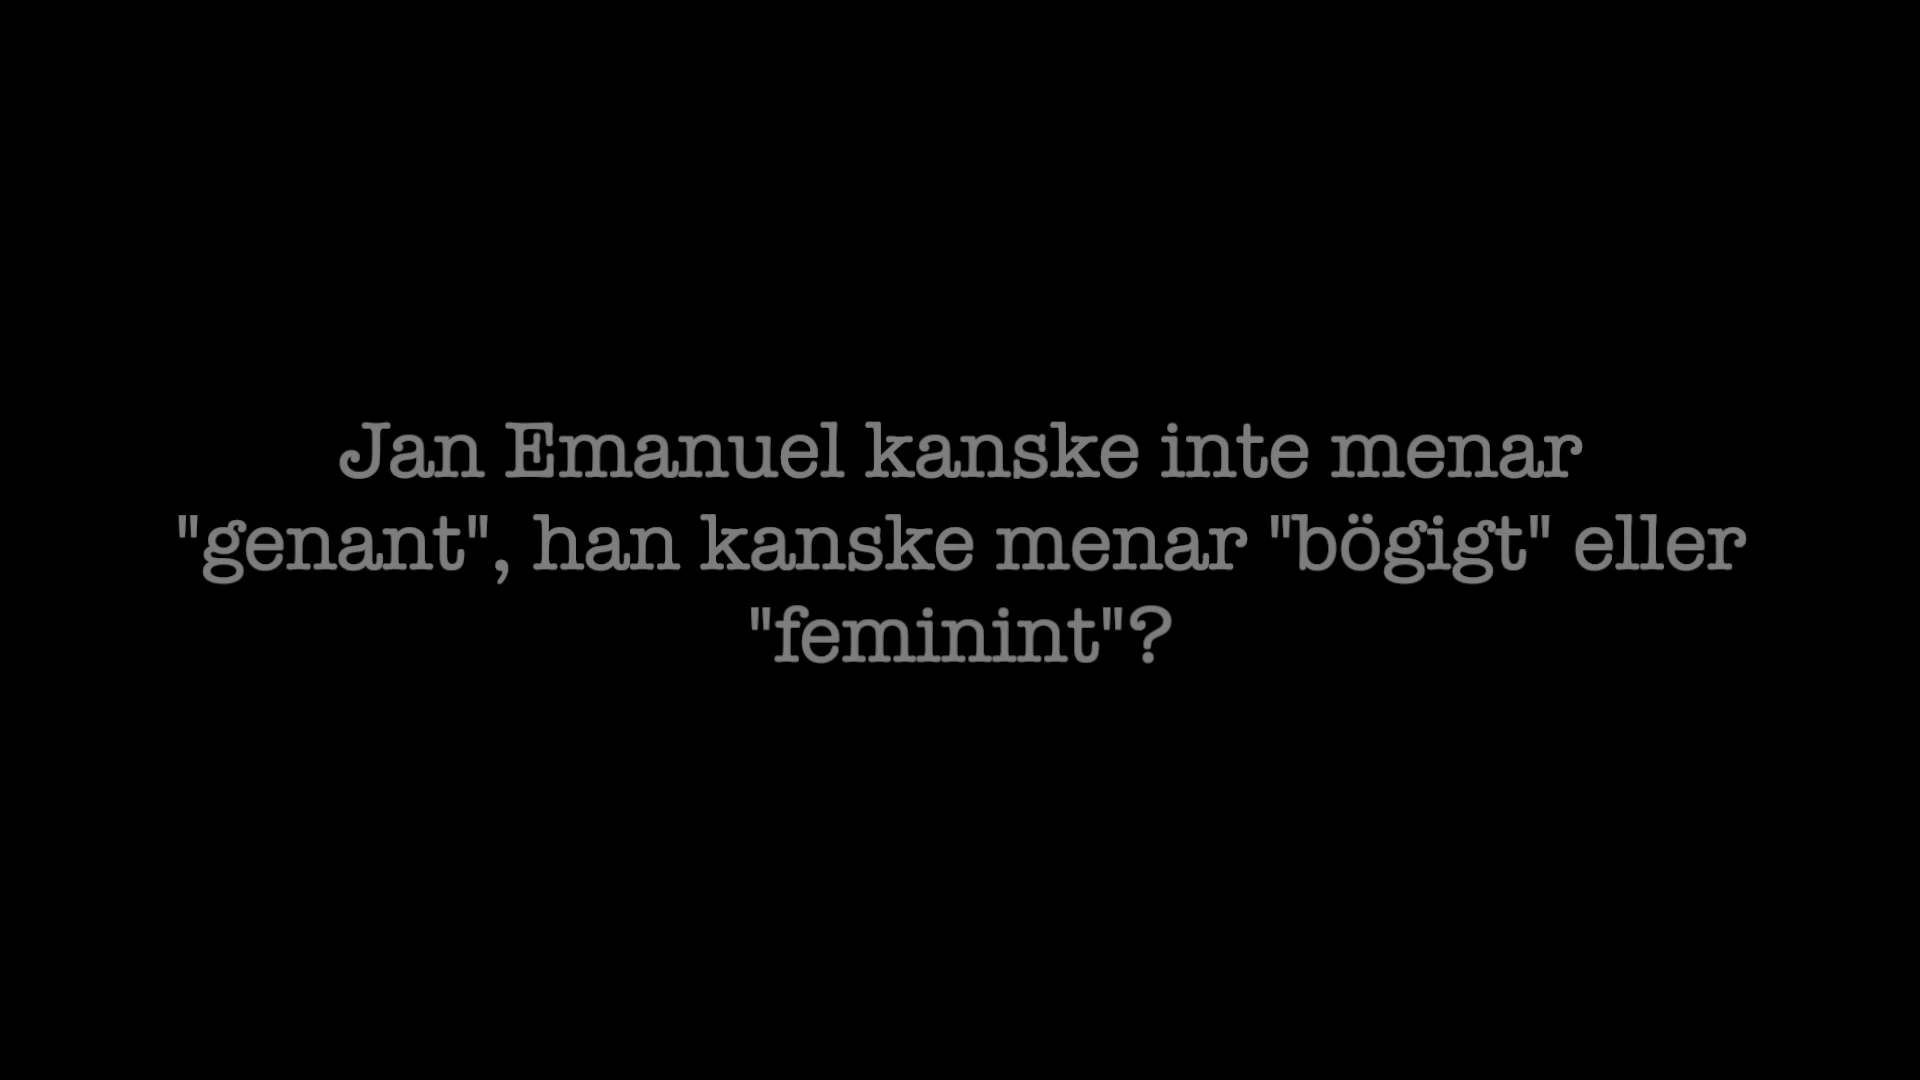 Jan Emanuel kanske inte menar
"genant", han kanske menar "bögigt" eller
"feminint"?